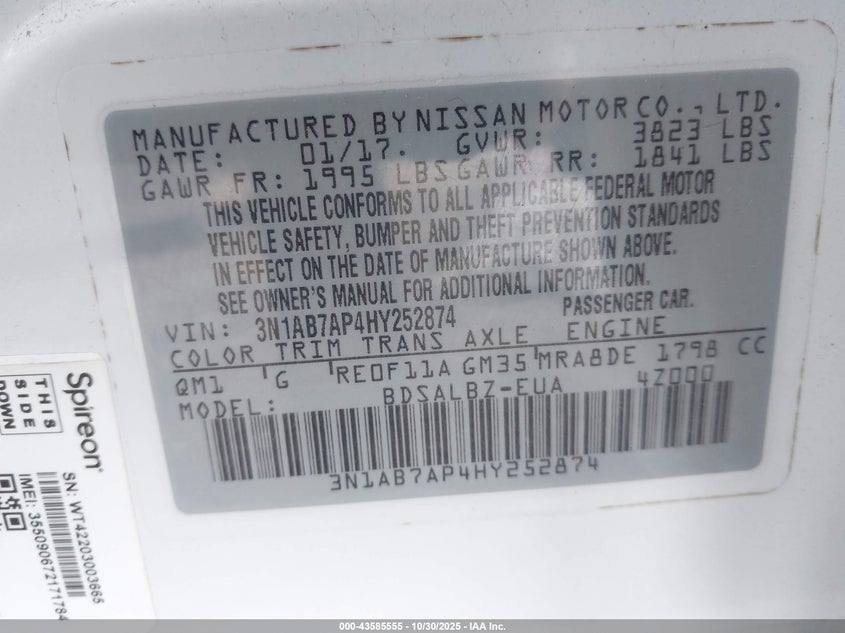 MANUFACTURED BY NISSAN MOTOR CO., LTD.
DATE: 01/17. GVWR: 3823 LBS
GAWR FR: 1995 LBS GAWR RR: 1841 LBS
THIS VEHICLE CONFORMS TO ALL APPLICABLE FEDERAL MOTOR
VEHICLE SAFETY, BUMPER AND THEFT PREVENTION STANDARDS
IN EFFECT ON THE DATE OF MANUFACTURE SHOWN ABOVE.
SEE OWNER'S MANUAL FOR ADDITIONAL INFORMATION.
VIN: 3N1AB7AP4HY252874 PASSENGER CAR.
COLOR TRIM TRANS AXLE ENGINE
QM1 G RE0F11A GM35 MRA8DE 1798 CC
MODEL: BDSALBZ-EUA 4Z000
3N1AB7AP4HY252874
THIS
SIDE
DOWN
Spireon
SN: WT42203003665
IMEI: 355090672171784
000-43585555 - 10/30/2025 - IAA Inc.